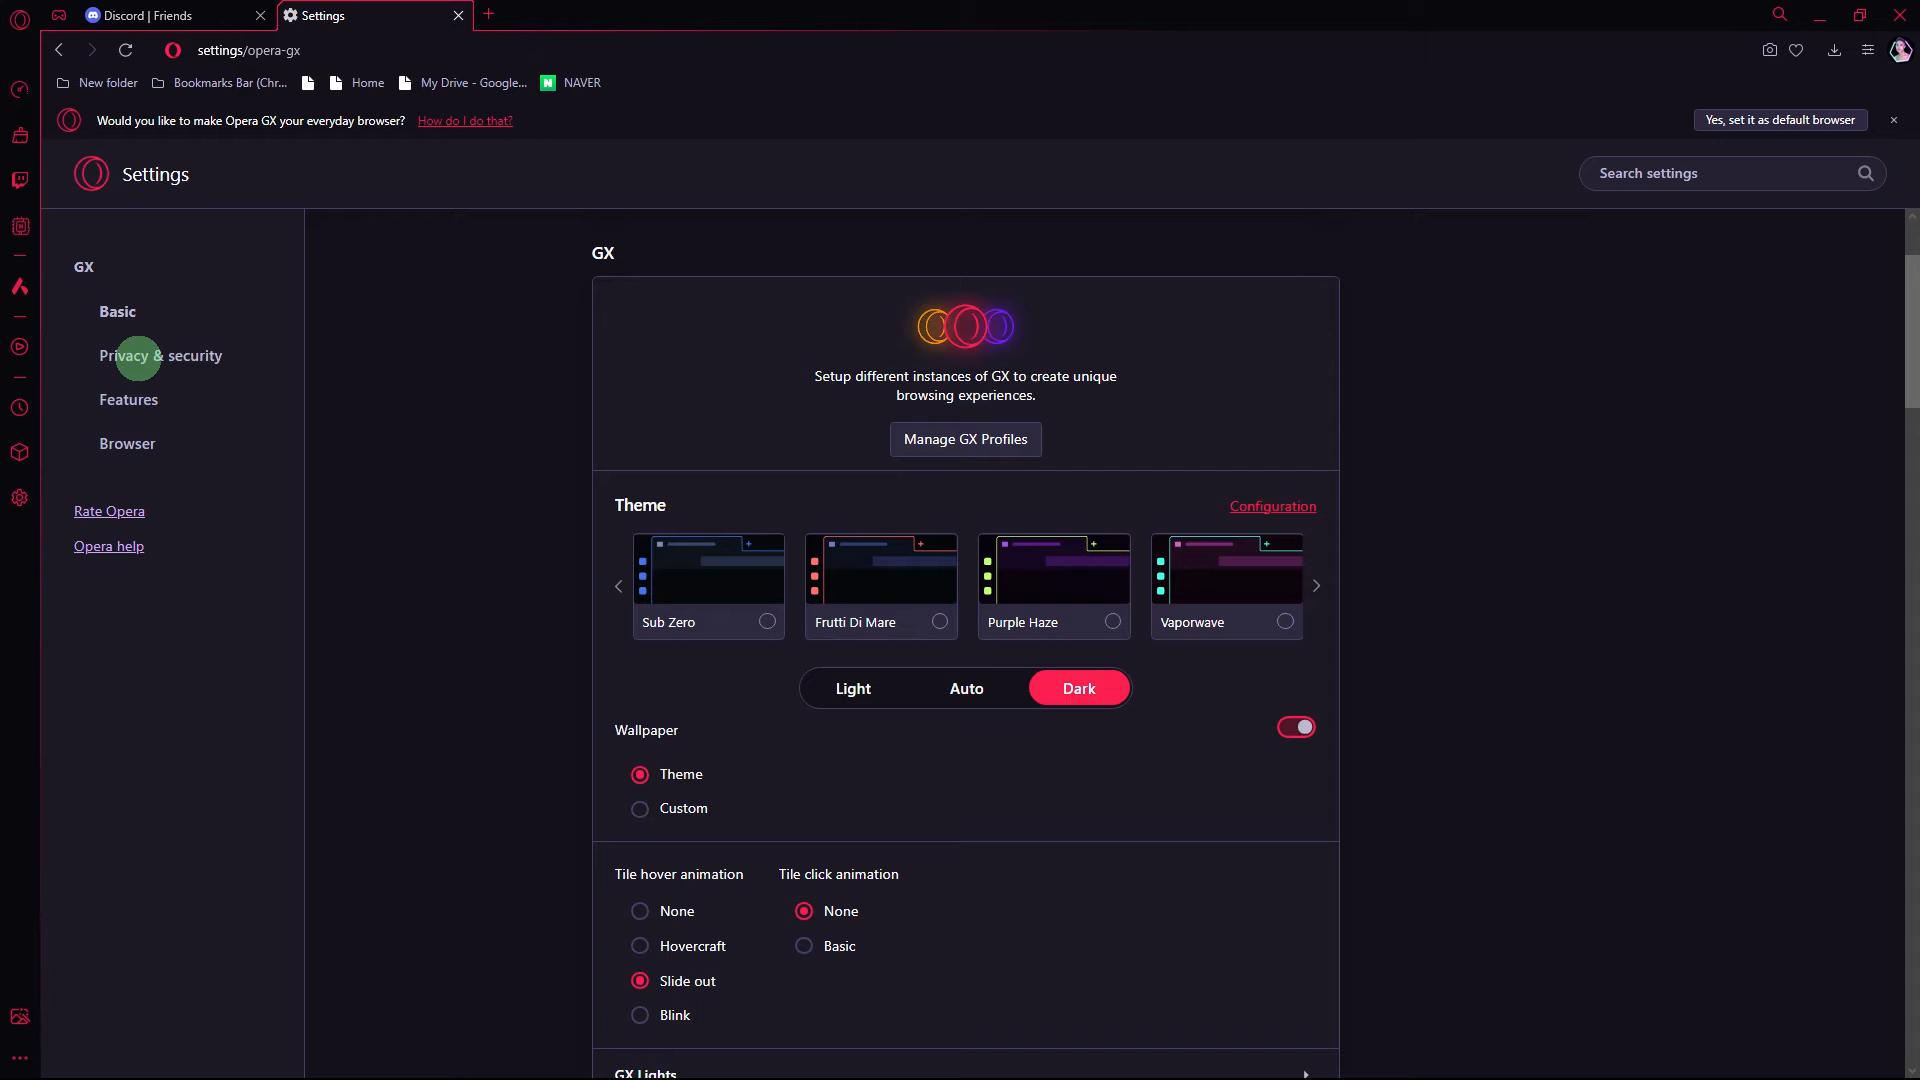 Discord | Friends
Settings
settings/opera-gx
New folder
Bookmarks Bar (Chr...
Home
My Drive - Google...
N NAVER
Would you like to make Opera GX your everyday browser? How do I do that?
Yes, set it as default browser
Settings
Search settings
GX
Basic
Privacy & security
Features
Browser
Rate Opera
Opera help
GX
Setup different instances of GX to create unique
browsing experiences.
Manage GX Profiles
Theme
Configuration
Sub Zero
Frutti Di Mare
Purple Haze
Vaporwave
Light
Auto
Dark
Wallpaper
Theme
Custom
Tile hover animation
Tile click animation
None
None
Hovercraft
Basic
Slide out
Blink
GX Lights